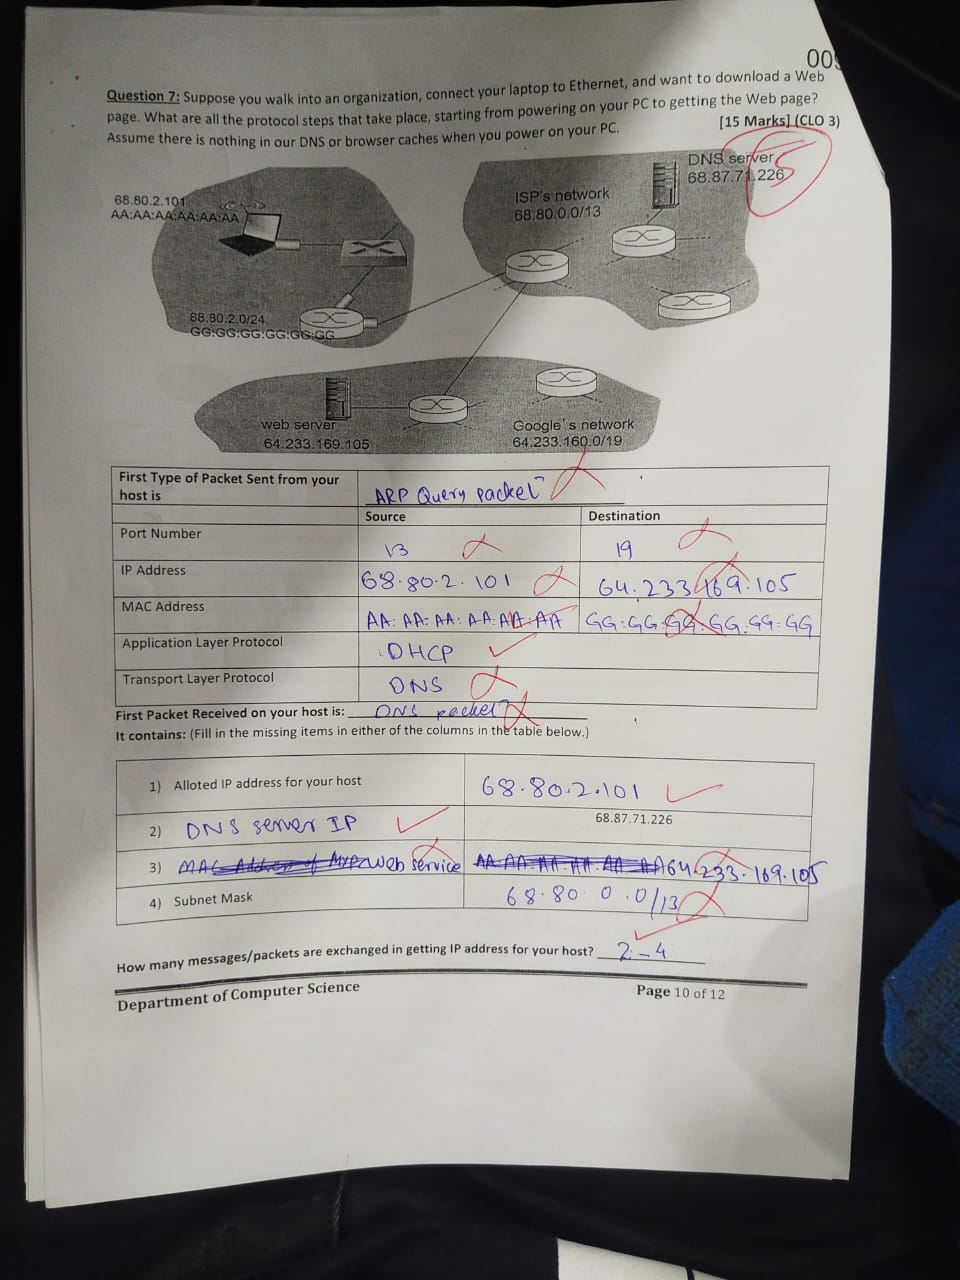 009
Question 7: Suppose you walk into an organization, connect your laptop to Ethernet, and want to download a Web
page. What are all the protocol steps that take place, starting from powering on your PC to getting the Web page?
[15 Marks] (CLO 3)
Assume there is nothing in our DNS or browser caches when you power on your PC.
5
DNS server
68.87.71.226
ISP's network
68.80.0.0/13
68.80.2.101
AA:AA:AA:AA:AA:AA
68.80.2.0/24
GG:GG:GG:GG:GG:GG
web server
64.233.169.105
Google's network
64.233.160.0/19
First Type of Packet Sent from your host is ARP Query packet
Source Destination
Port Number 13 19
IP Address 68.80.2.101 64.233.169.105
MAC Address AA:AA:AA:AA:AA:AA GG:GG:GG:GG:GG:GG
Application Layer Protocol DHCP
Transport Layer Protocol DNS
First Packet Received on your host is: DNS packet
It contains: (Fill in the missing items in either of the columns in the table below.)
1) Alloted IP address for your host 68.80.2.101
2) DNS server IP 68.87.71.226
3) Web service 64.233.169.105
4) Subnet Mask 68.80.0.0/13
How many messages/packets are exchanged in getting IP address for your host? 2-4
Department of Computer Science Page 10 of 12